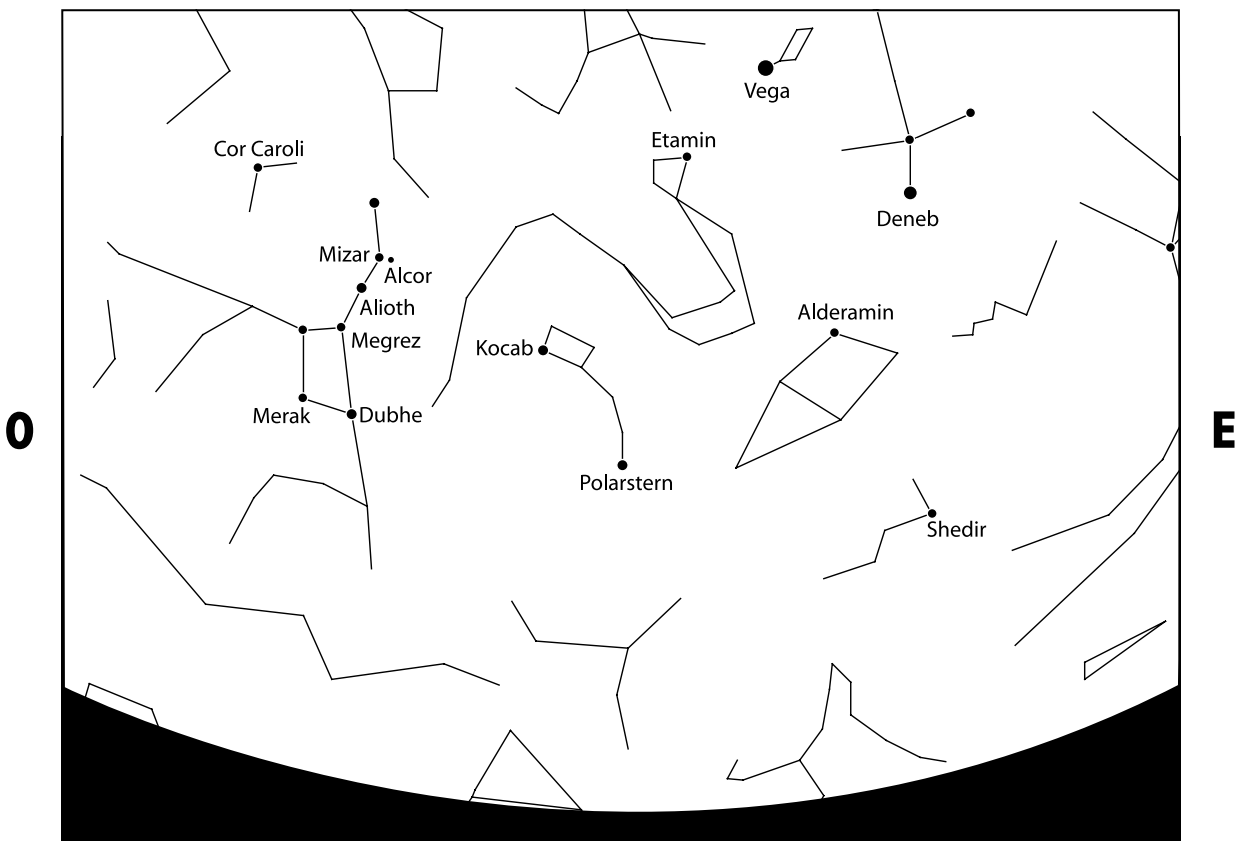 Vega
Etamin
Cor Caroli
Deneb
Mizar
Alcor
Alioth
Alderamin
Megrez
Kocab
Merak
Dubhe
O
E
Polarstern
Shedir